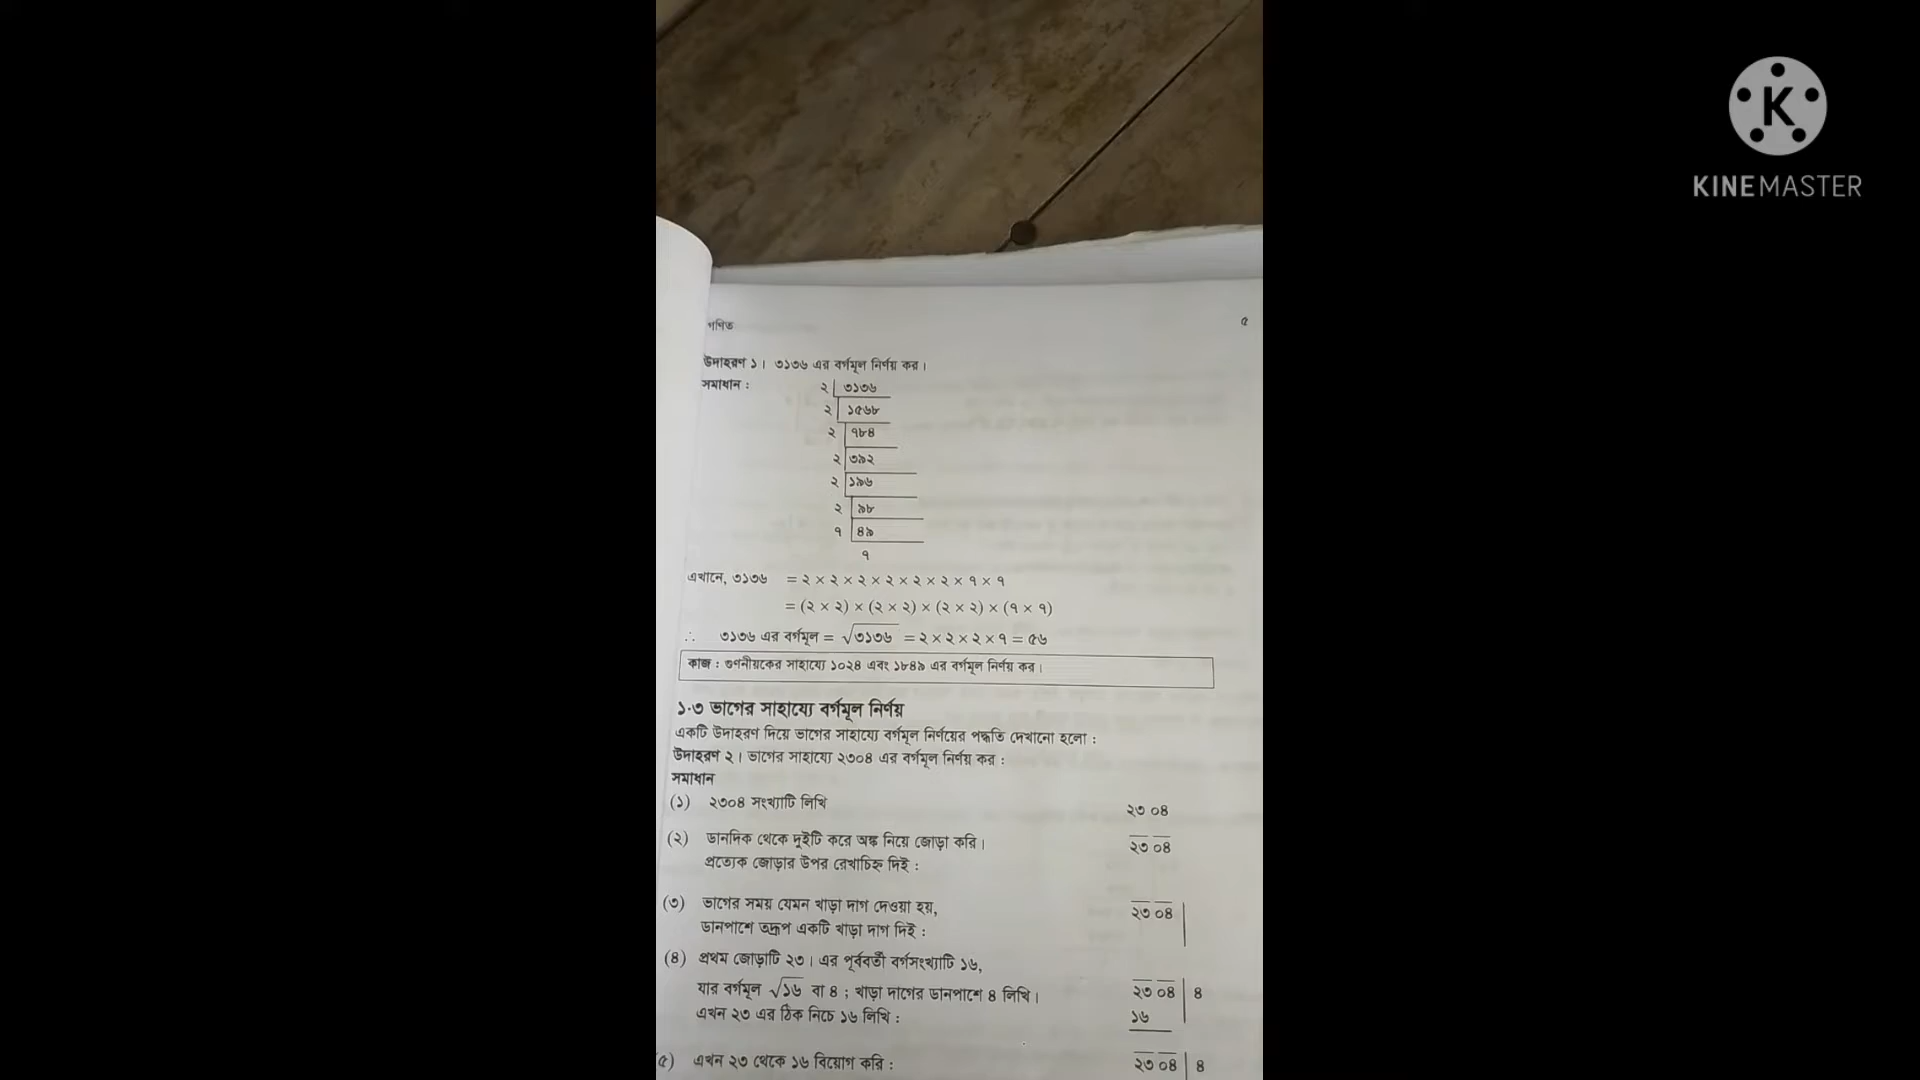 KINEMASTER
গণিত ৫
উদাহরণ ১। ৩১৩৬ এর বর্গমূল নির্ণয় কর।
সমাধান :
২ ৩১৩৬
২ ১৫৬৮
২ ৭৮৪
২ ৩৯২
২ ১৯৬
২ ৯৮
৭ ৪৯
৭
এখানে, ৩১৩৬ = ২ × ২ × ২ × ২ × ২ × ২ × ৭ × ৭
= (২ × ২) × (২ × ২) × (২ × ২) × (৭ × ৭)
∴ ৩১৩৬ এর বর্গমূল = √৩১৩৬ = ২ × ২ × ২ × ৭ = ৫৬
কাজ : গুণনীয়কের সাহায্যে ১০২৪ এবং ১৮৪৯ এর বর্গমূল নির্ণয় কর।
১·৩ ভাগের সাহায্যে বর্গমূল নির্ণয়
একটি উদাহরণ দিয়ে ভাগের সাহায্যে বর্গমূল নির্ণয়ের পদ্ধতি দেখানো হলো :
উদাহরণ ২। ভাগের সাহায্যে ২৩০৪ এর বর্গমূল নির্ণয় কর :
সমাধান
(১) ২৩০৪ সংখ্যাটি লিখি ২৩ ০৪
(২) ডানদিক থেকে দুইটি করে অঙ্ক নিয়ে জোড়া করি। ২৩ ০৪
প্রত্যেক জোড়ার উপর রেখাচিহ্ন দিই :
(৩) ভাগের সময় যেমন খাড়া দাগ দেওয়া হয়, ২৩ ০৪
ডানপাশে তদ্রূপ একটি খাড়া দাগ দিই :
(৪) প্রথম জোড়াটি ২৩। এর পূর্ববর্তী বর্গসংখ্যাটি ১৬,
যার বর্গমূল √১৬ বা ৪ ; খাড়া দাগের ডানপাশে ৪ লিখি। ২৩ ০৪ ৪
এখন ২৩ এর ঠিক নিচে ১৬ লিখি : ১৬
৫) এখন ২৩ থেকে ১৬ বিয়োগ করি : ২৩ ০৪ ৪